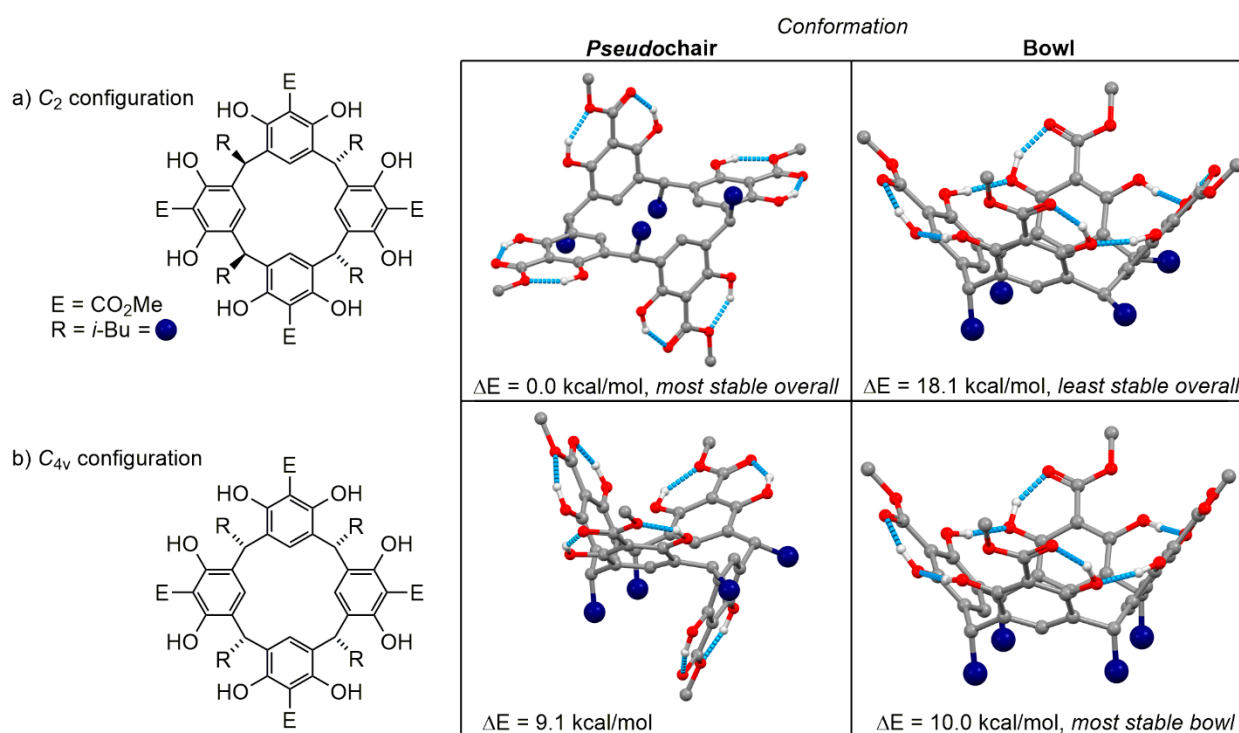 Conformation
Pseudochair
Bowl
a) C2 configuration
E
HO
OH
R
R
HO
OH
E
E
HO
OH
R
R
HO
OH
E
E = CO2Me
R = i-Bu =
ΔE = 0.0 kcal/mol, most stable overall
ΔE = 18.1 kcal/mol, least stable overall
b) C4v configuration
E
HO
OH
R
R
HO
OH
E
E
HO
OH
R
R
HO
OH
E
ΔE = 9.1 kcal/mol
ΔE = 10.0 kcal/mol, most stable bowl